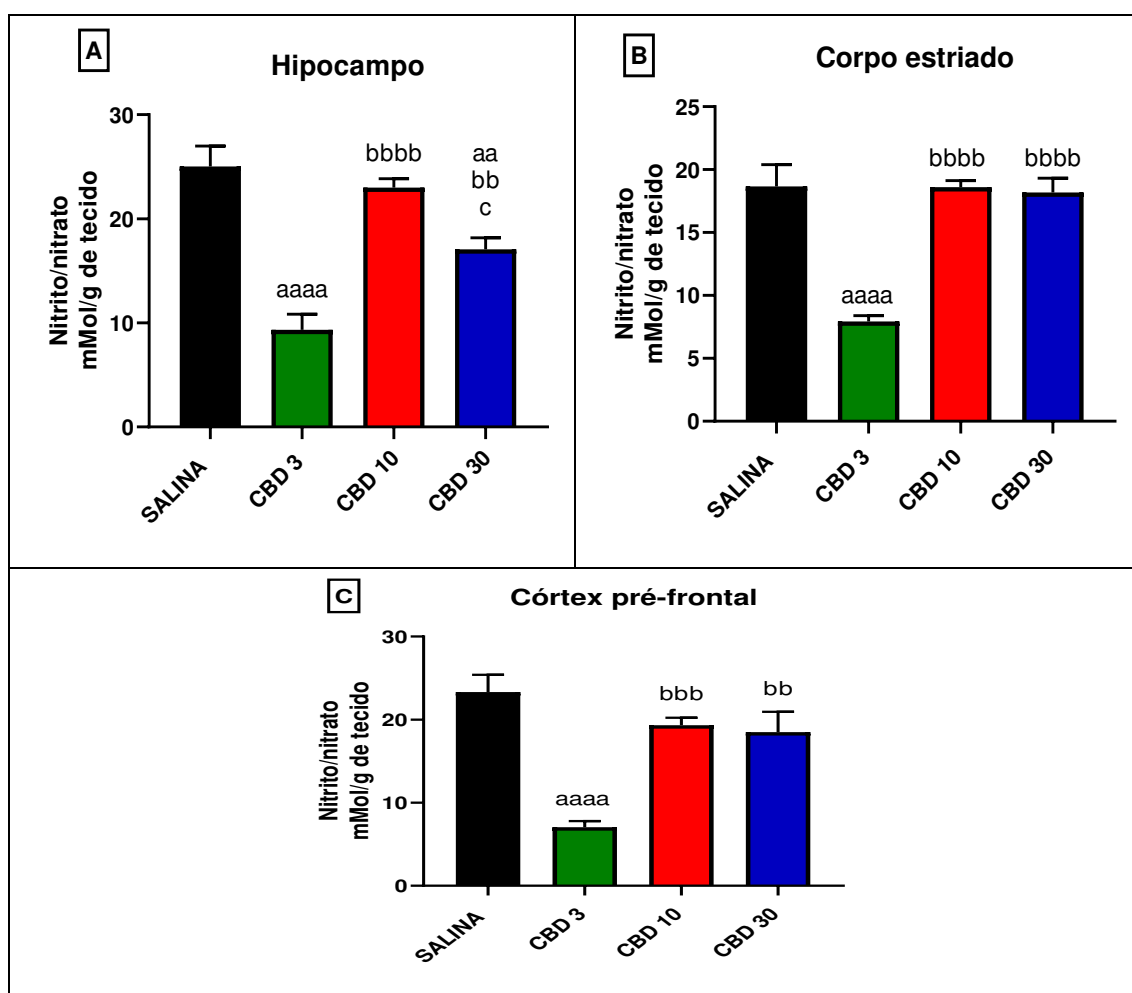 A
Hipocampo
Nitrito/nitrato
mMol/g de tecido
30
20
10
0
aaaa
bbbb
aa
bb
c
SALINA
CBD 3
CBD 10
CBD 30
B
Corpo estriado
Nitrito/nitrato
mMol/g de tecido
25
20
15
10
5
0
aaaa
bbbb
bbbb
SALINA
CBD 3
CBD 10
CBD 30
C
Córtex pré-frontal
Nitrito/nitrato
mMol/g de tecido
30
20
10
0
aaaa
bbb
bb
SALINA
CBD 3
CBD 10
CBD 30